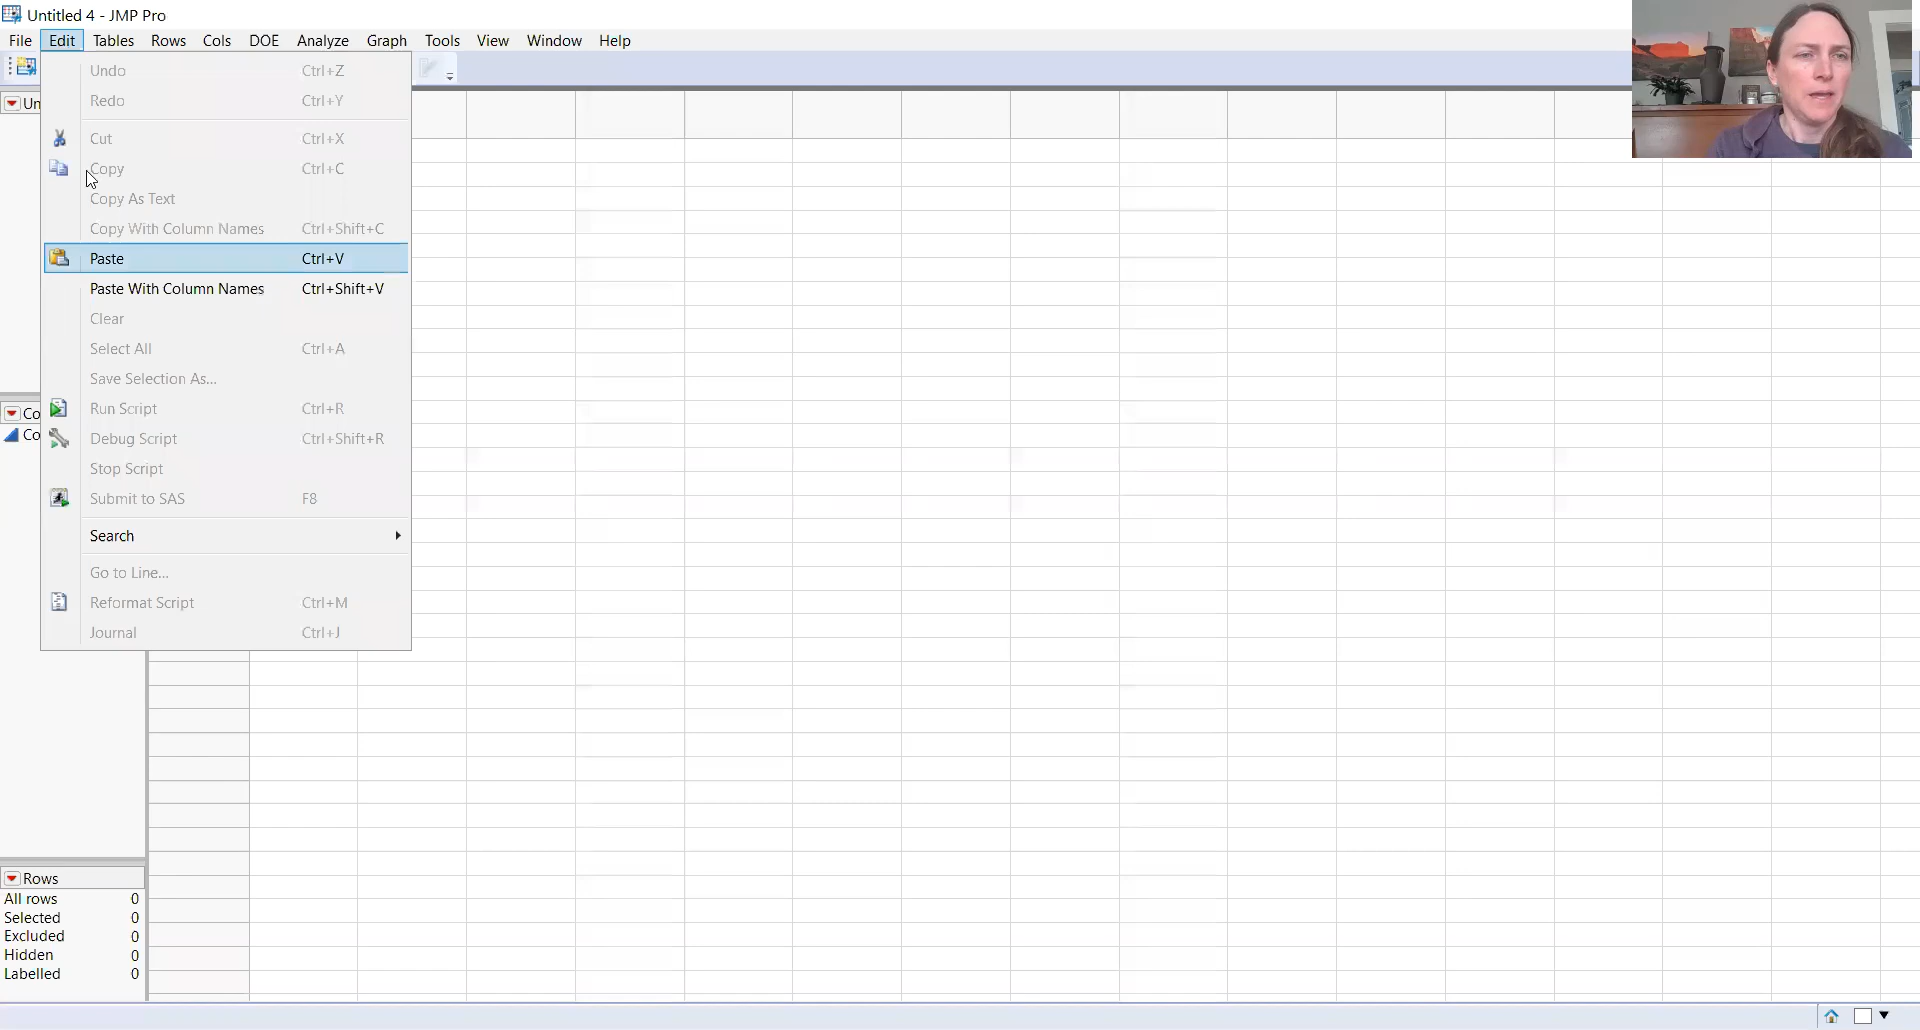 Untitled 4 - JMP Pro
File Edit Tables Rows Cols DOE Analyze Graph Tools View Window Help
Undo Ctrl+Z
Redo Ctrl+Y
Un
Cut Ctrl+X
Copy Ctrl+C
Copy As Text
Copy With Column Names Ctrl+Shift+C
Paste Ctrl+V
Paste With Column Names Ctrl+Shift+V
Clear
Select All Ctrl+A
Save Selection As...
Run Script Ctrl+R
Co
Debug Script Ctrl+Shift+R
Co
Stop Script
Submit to SAS F8
Search
Go to Line...
Reformat Script Ctrl+M
Journal Ctrl+J
Rows
All rows 0
Selected 0
Excluded 0
Hidden 0
Labelled 0